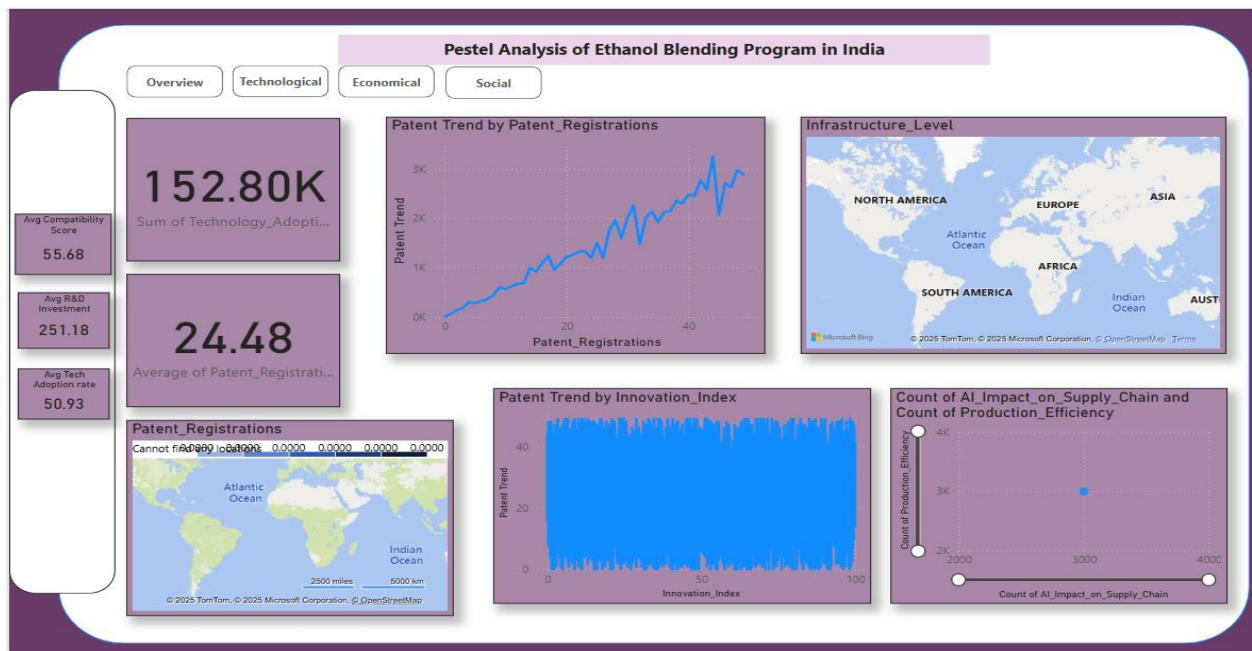 Pestel Analysis of Ethanol Blending Program in India
Overview
Technological
Economical
Social
Avg Compatibility
Score
55.68
Avg R&D
Investment
251.18
Avg Tech
Adoption rate
50.93
152.80K
Sum of Technology_Adopti...
24.48
Average of Patent_Registrati...
Patent Trend by Patent_Registrations
Patent Trend
3K
2K
1K
0K
0
20
40
Patent_Registrations
Infrastructure_Level
NORTH AMERICA
EUROPE
ASIA
Atlantic
Ocean
AFRICA
SOUTH AMERICA
Indian
Ocean
AUST
Microsoft Bing
© 2025 TomTom, © 2025 Microsoft Corporation, © OpenStreetMap Terms
Patent_Registrations
Cannot find any locations
0.0000 0.0000 0.0000 0.0000 0.0000 0.0000
Atlantic
Ocean
Indian
Ocean
2500 miles
5000 km
© 2025 TomTom, © 2025 Microsoft Corporation, © OpenStreetMap
Patent Trend by Innovation_Index
Patent Trend
40
20
0
0
50
100
Innovation_Index
Count of AI_Impact_on_Supply_Chain and
Count of Production_Efficiency
Count of Production_Efficiency
4K
3K
2K
2000
3000
4000
Count of AI_Impact_on_Supply_Chain